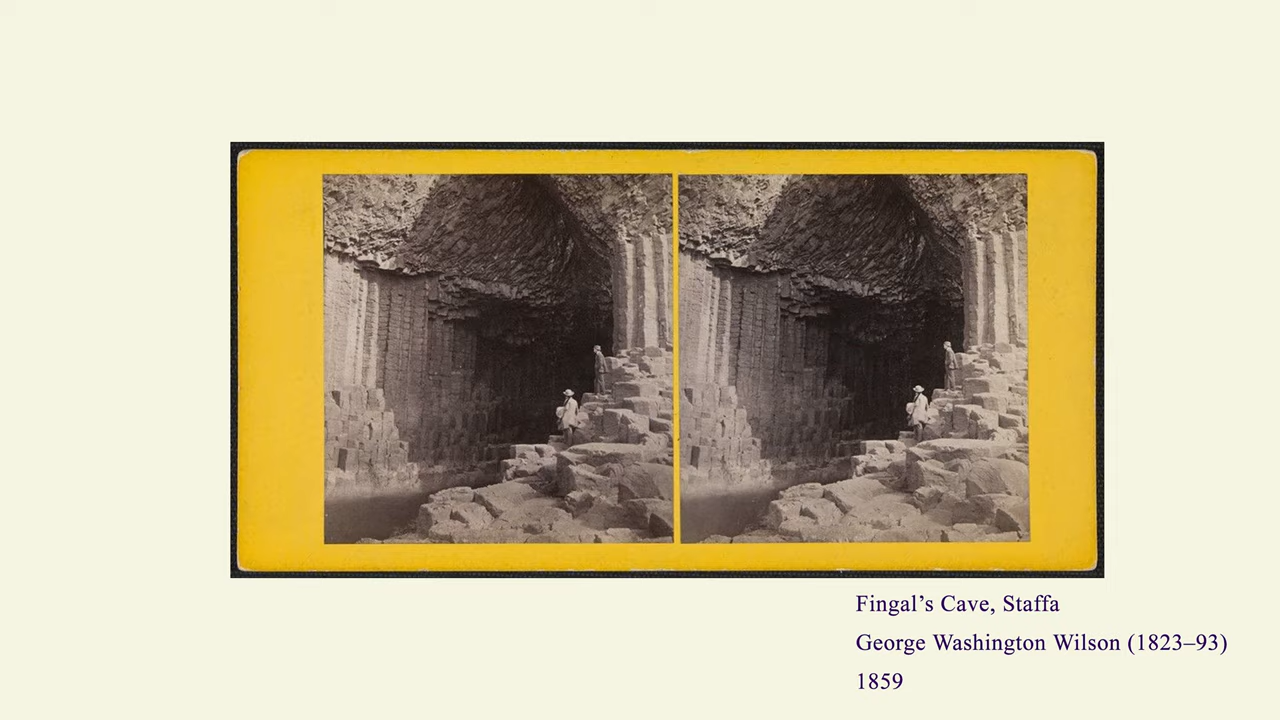 Fingal’s Cave, Staffa
George Washington Wilson (1823–93)
1859